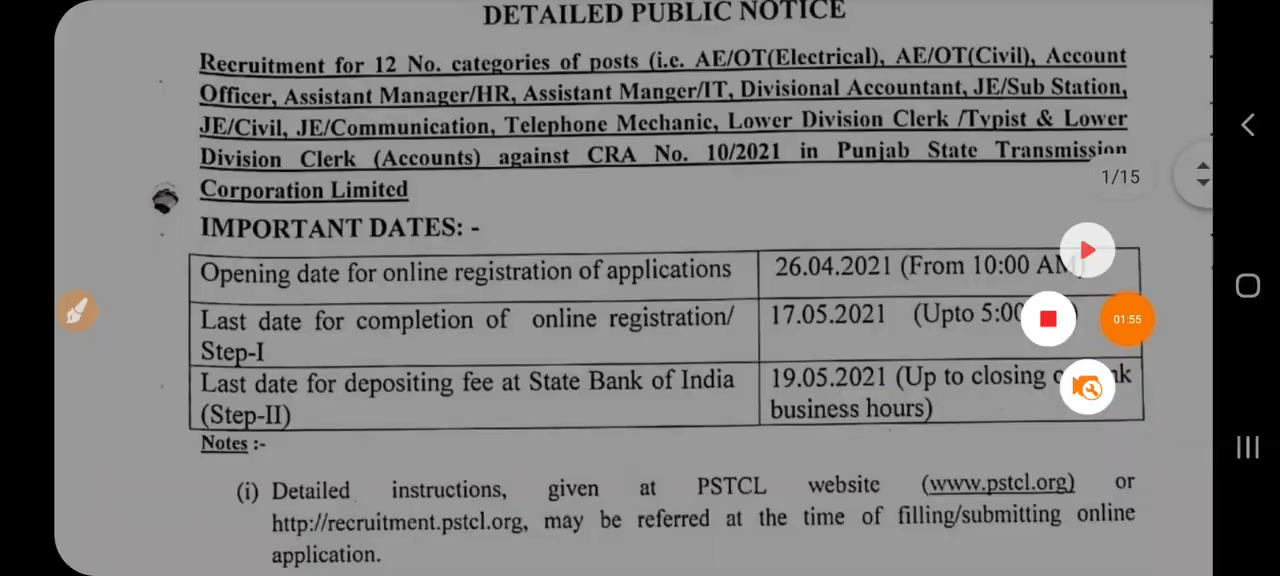 DETAILED PUBLIC NOTICE
Recruitment for 12 No. categories of posts (i.e. AE/OT(Electrical), AE/OT(Civil), Account
Officer, Assistant Manager/HR, Assistant Manger/IT, Divisional Accountant, JE/Sub Station,
JE/Civil, JE/Communication, Telephone Mechanic, Lower Division Clerk /Typist & Lower
Division Clerk (Accounts) against CRA No. 10/2021 in Punjab State Transmission
Corporation Limited
1/15
IMPORTANT DATES: -
Opening date for online registration of applications 26.04.2021 (From 10:00 AM)
Last date for completion of online registration/ 17.05.2021 (Upto 5:00
Step-I
01:55
Last date for depositing fee at State Bank of India 19.05.2021 (Up to closing
(Step-II) business hours)
Notes :-
(i) Detailed instructions, given at PSTCL website (www.pstcl.org) or
http://recruitment.pstcl.org, may be referred at the time of filling/submitting online
application.